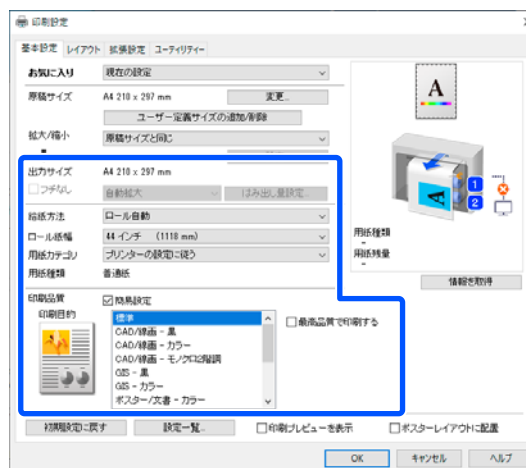 印刷設定
基本設定 レイアウト 拡張設定 ユーティリティー
お気に入り 現在の設定
原稿サイズ A4 210 x 297 mm 変更...
ユーザー定義サイズの追加/削除
拡大/縮小 原稿サイズと同じ
出力サイズ A4 210 x 297 mm
フチなし 自動拡大 はみ出し量設定...
給紙方法 ロール自動
ロール紙幅 44 インチ (1118 mm)
用紙カテゴリ プリンターの設定に従う
用紙種類 普通紙
印刷品質 簡易設定
印刷目的 標準
CAD/線画 - 黒
CAD/線画 - カラー
CAD/線画 - モノクロ2階調
GIS - 黒
GIS - カラー
ポスター/文書 - カラー
最高品質で印刷する
A
A
1
2
用紙種類
-
用紙残量
-
情報を取得
初期設定に戻す 設定一覧... 印刷プレビューを表示 ポスターレイアウトに配置
OK キャンセル ヘルプ